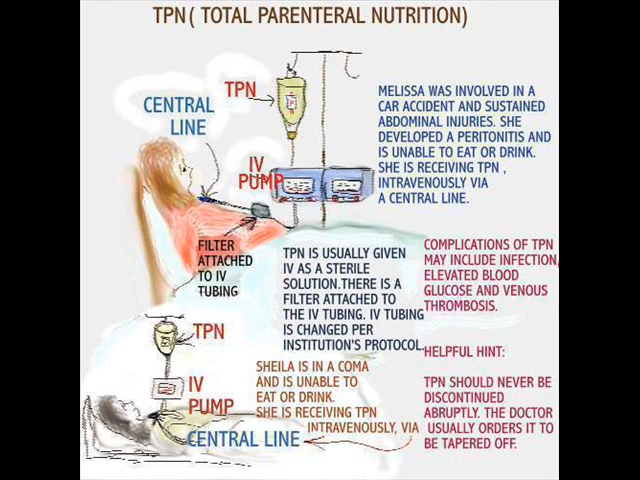 TPN( TOTAL PARENTERAL NUTRITION)
TPN
CENTRAL
LINE
IV
PUMP
MELISSA WAS INVOLVED IN A
CAR ACCIDENT AND SUSTAINED
ABDOMINAL INJURIES. SHE
DEVELOPED A PERITONITIS AND
IS UNABLE TO EAT OR DRINK.
SHE IS RECEIVING TPN ,
INTRAVENOUSLY VIA
A CENTRAL LINE.
FILTER
ATTACHED
TO IV
TUBING
TPN IS USUALLY GIVEN
IV AS A STERILE
SOLUTION.THERE IS A
FILTER ATTACHED TO
THE IV TUBING. IV TUBING
IS CHANGED PER
INSTITUTION'S PROTOCOL.
COMPLICATIONS OF TPN
MAY INCLUDE INFECTION,
ELEVATED BLOOD
GLUCOSE AND VENOUS
THROMBOSIS.
HELPFUL HINT:
TPN SHOULD NEVER BE
DISCONTINUED
ABRUPTLY. THE DOCTOR
USUALLY ORDERS IT TO
BE TAPERED OFF.
TPN
IV
PUMP
SHEILA IS IN A COMA
AND IS UNABLE TO
EAT OR DRINK.
SHE IS RECEIVING TPN
INTRAVENOUSLY, VIA
CENTRAL LINE